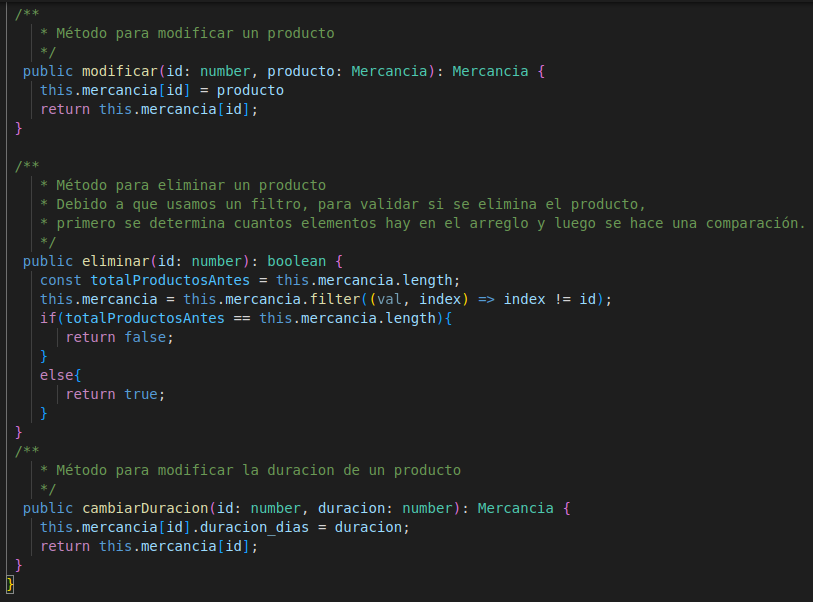 /**
* Método para modificar un producto
*/
public modificar(id: number, producto: Mercancia): Mercancia {
this.mercancia[id] = producto
return this.mercancia[id];
}
/**
* Método para eliminar un producto
* Debido a que usamos un filtro, para validar si se elimina el producto,
* primero se determina cuantos elementos hay en el arreglo y luego se hace una comparación.
*/
public eliminar(id: number): boolean {
const totalProductosAntes = this.mercancia.length;
this.mercancia = this.mercancia.filter((val, index) => index != id);
if(totalProductosAntes == this.mercancia.length){
return false;
}
else{
return true;
}
}
/**
* Método para modificar la duracion de un producto
*/
public cambiarDuracion(id: number, duracion: number): Mercancia {
this.mercancia[id].duracion_dias = duracion;
return this.mercancia[id];
}
}